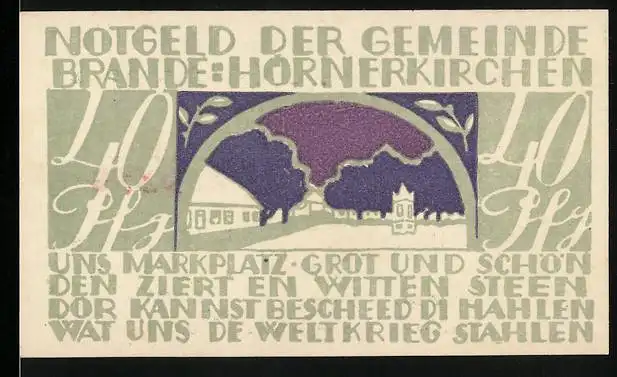 NOTGELD DER GEMEINDE
BRANDE=HÖRNERKIRCHEN
40 Pfg
40 Pfg
UNS MARKPLATZ · GROT UND SCHÖN
DEN ZIERT EN WITTEN STEEN
DÖR KANNST BESCHEED DI HAHLEN
WAT UNS DE WELTKRIEG STAHLEN